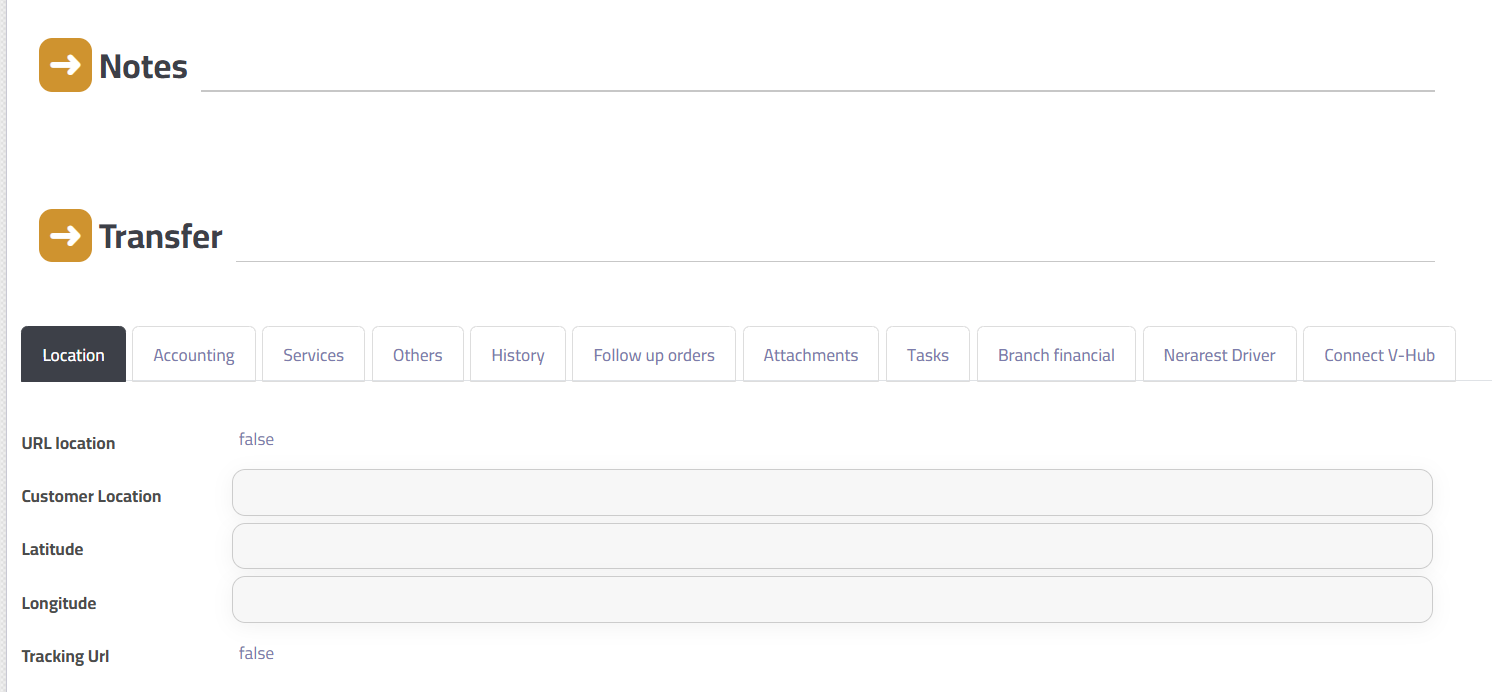 Notes
Transfer
Location Accounting Services Others History Follow up orders Attachments Tasks Branch financial Nerarest Driver Connect V-Hub
URL location false
Customer Location
Latitude
Longitude
Tracking Url false